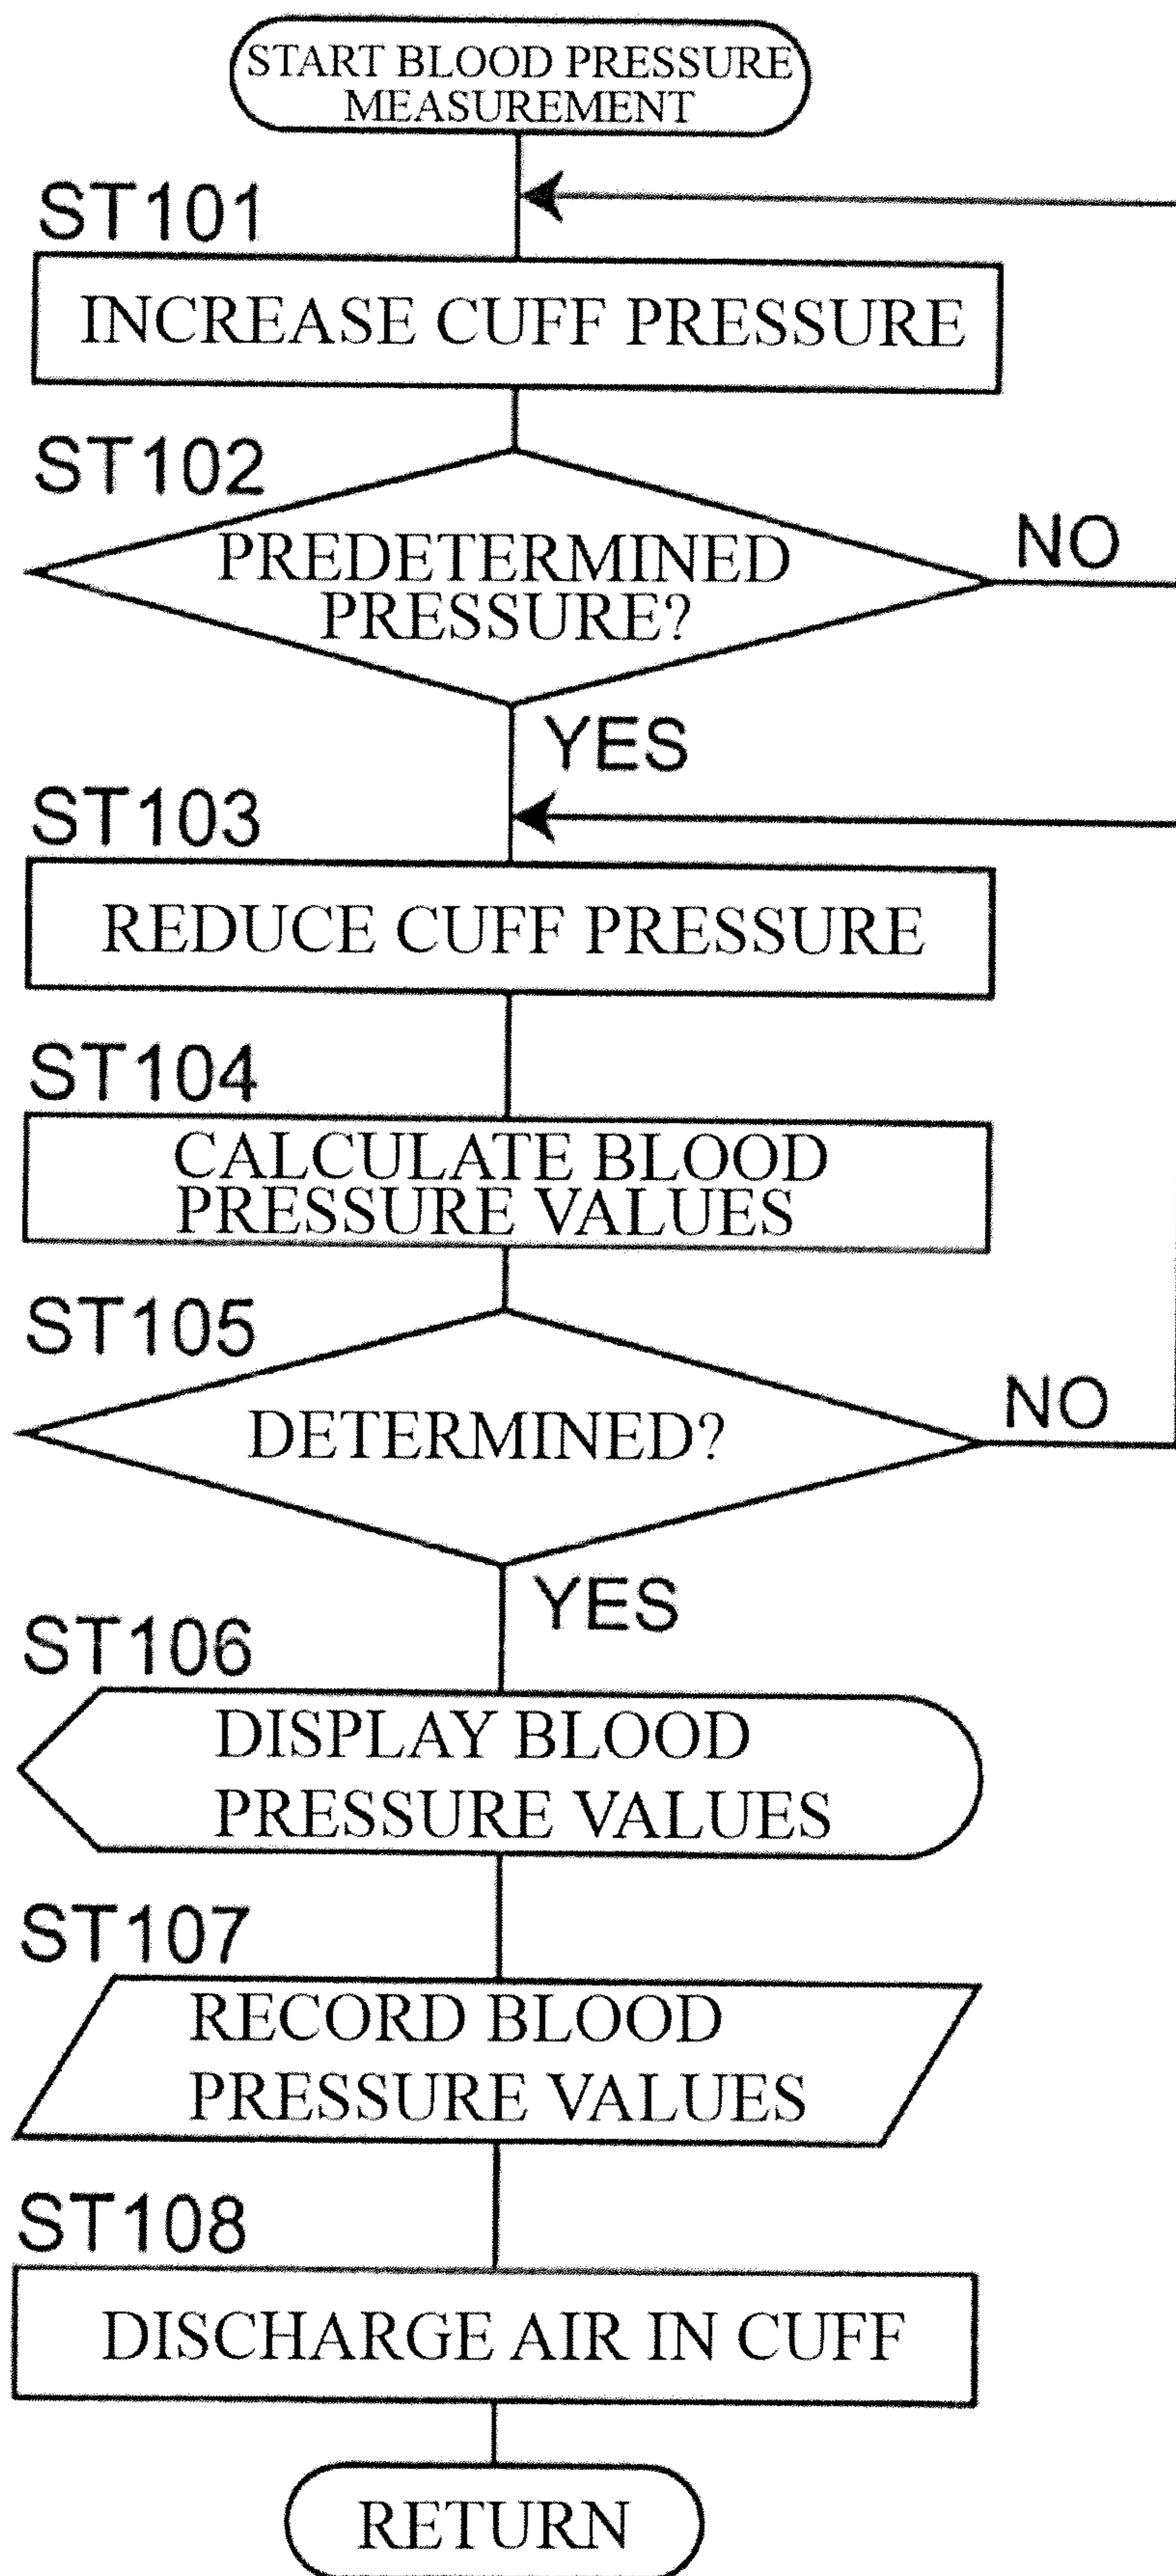 START BLOOD PRESSURE
MEASUREMENT
ST101
INCREASE CUFF PRESSURE
ST102
PREDETERMINED
PRESSURE?
NO
YES
ST103
REDUCE CUFF PRESSURE
ST104
CALCULATE BLOOD
PRESSURE VALUES
ST105
DETERMINED?
NO
YES
ST106
DISPLAY BLOOD
PRESSURE VALUES
ST107
RECORD BLOOD
PRESSURE VALUES
ST108
DISCHARGE AIR IN CUFF
RETURN